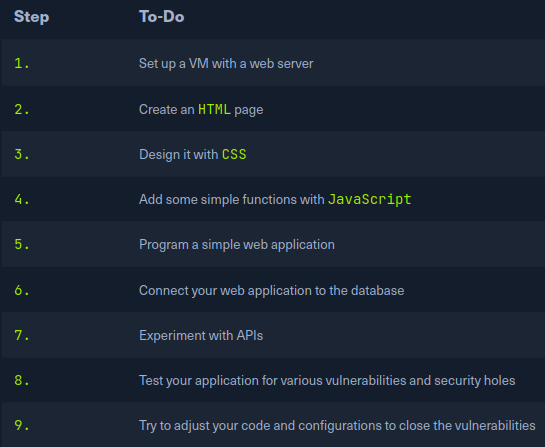 Step To-Do
1. Set up a VM with a web server
2. Create an HTML page
3. Design it with CSS
4. Add some simple functions with JavaScript
5. Program a simple web application
6. Connect your web application to the database
7. Experiment with APIs
8. Test your application for various vulnerabilities and security holes
9. Try to adjust your code and configurations to close the vulnerabilities